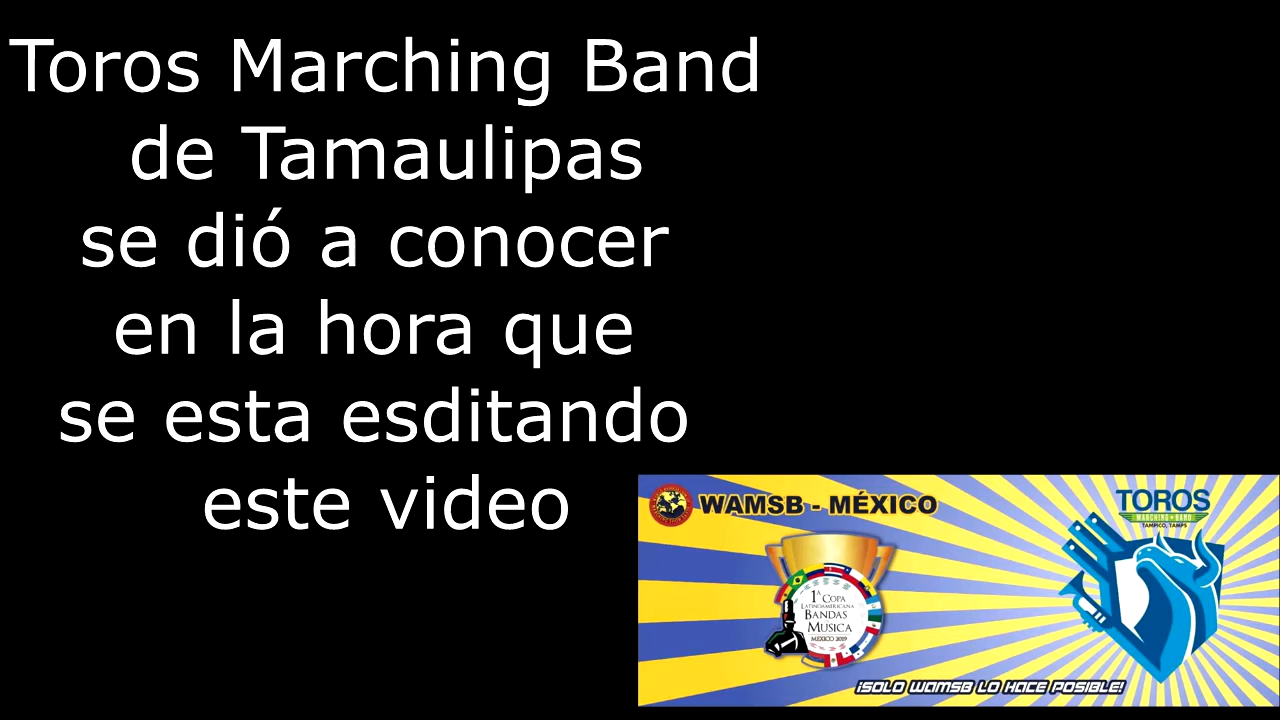 Toros Marching Band
de Tamaulipas
se dió a conocer
en la hora que
se esta esditando
este video
WAMSB - MÉXICO
TOROS
MARCHING BAND
TAMPICO, TAMPS
1A COPA
LATINOAMERICANA
BANDAS
MUSICA
MEXICO 2019
¡SOLO WAMSB LO HACE POSIBLE!